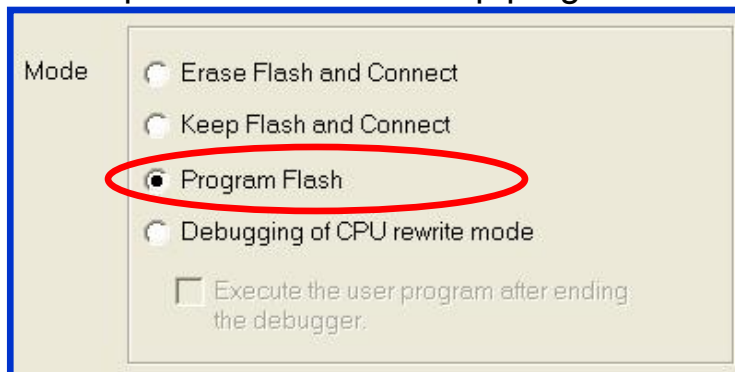 Mode
Erase Flash and Connect
Keep Flash and Connect
Program Flash
Debugging of CPU rewrite mode
Execute the user program after ending
the debugger.